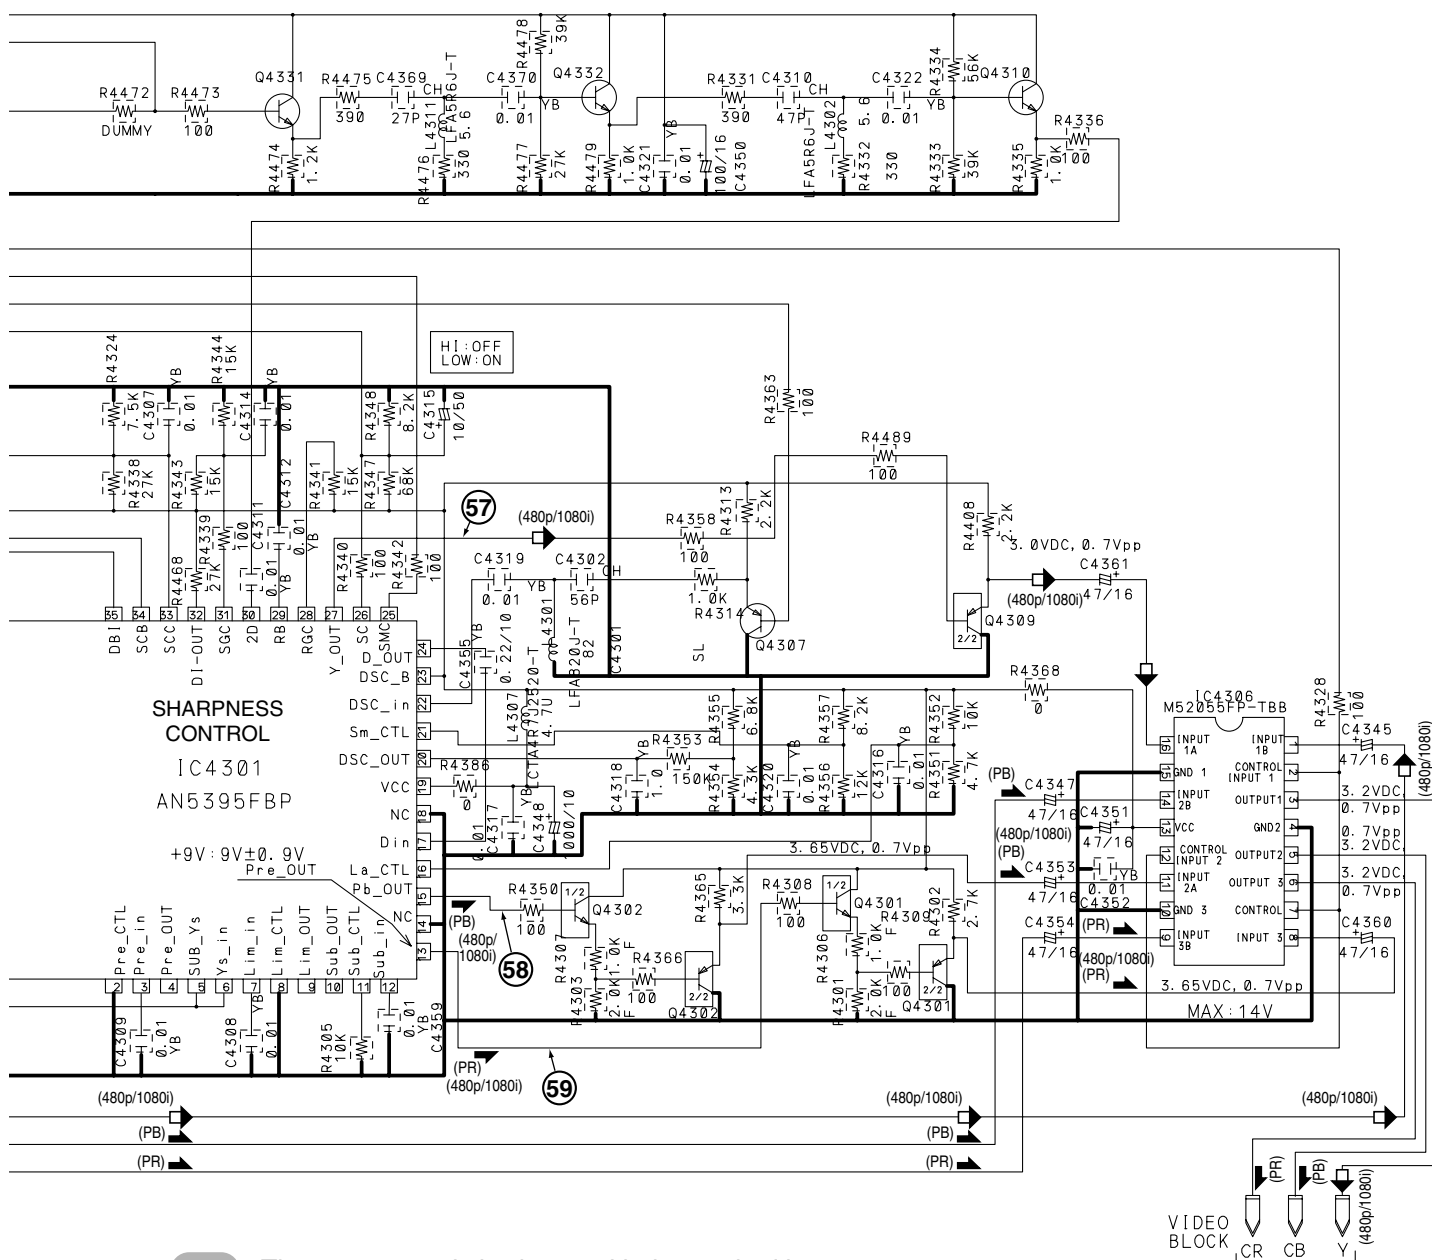 R4478
39K
R4334
56K
Q4331
R4475
C4369
CH
LFA5R6J-T
C4370
YB
Q4332
R4331
C4310
CH
C4322
YB
Q4310
R4472
R4473
DUMMY
100
390
27P
L4311
5.6
0.01
390
47P
LFA5R6J-T
L4302
5.6
0.01
R4336
100
R4474
1.2K
R4476
330
R4477
27K
R4479
1.0K
C4321
0.01
YB
100/16
C4350
R4332
330
R4333
39K
R4335
1.0K
HI:OFF
LOW:ON
R4324
7.5K
C4307
YB
0.01
R4344
15K
C4314
YB
0.01
R4348
8.2K
C4315
10/50
R4363
100
R4489
100
R4338
27K
R4343
15K
C4312
R4341
15K
R4347
68K
R4313
2.2K
R4408
2.2K
57
(480p/1080i)
R4358
100
R4468
27K
R4339
100
C4311
0.01
YB
0.01
YB
R4340
100
R4342
100
C4319
0.01
YB
C4302
CH
56P
1.0K
R4314
3.0VDC,0.7Vpp
C4361
47/16
(480p/1080i)
35
34
33
32
31
30
29
28
27
26
25
DBI
SCB
SCC
DI-OUT
SGC
2D
RB
RGC
Y_OUT
SC
SMC
C4355
YB
0.22/10
L4301
LFA820J-T
82
C4301
SL
Q4307
2/2
Q4309
D_OUT
24
DSC_B
23
DSC_in
22
Sm_CTL
21
DSC_OUT
20
VCC
19
NC
18
Din
17
La_CTL
16
Pb_OUT
15
NC
14
13
SHARPNESS
CONTROL
IC4301
AN5395FBP
+9V:9V±0.9V
Pre_OUT
L4307
LCTA4R7J2520-T
4.7U
R4386
0
C4317
0.01
YB
C4348
1000/10
C4318
1.0
YB
R4353
150K
R4355
6.8K
R4354
4.3K
C4320
0.01
YB
R4357
8.2K
R4356
12K
C4316
0.01
YB
R4352
10K
R4351
4.7K
R4368
0
R4328
100
IC4306
M52055FP-TBB
16
INPUT
1A
INPUT
1B
1
15
GND 1
CONTROL
INPUT 1
2
14
INPUT
2B
OUTPUT1
3
13
VCC
GND2
4
12
CONTROL
INPUT 2
OUTPUT2
5
11
INPUT
2A
OUTPUT 3
6
10
GND 3
CONTROL
7
9
INPUT
3B
INPUT 3
8
C4345
47/16
(480p/1080i)
3.2VDC,
0.7Vpp
0.7Vpp
3.2VDC,
3.2VDC,
0.7Vpp
C4360
47/16
3.65VDC,0.7Vpp
MAX:14V
(PB)
C4347
47/16
C4351
47/16
(480p/1080i)
(PB)
C4353
47/16
YB
0.01
C4352
C4354
47/16
(PR)
(480p/1080i)
(PR)
3.65VDC,0.7Vpp
R4350
100
1/2
Q4302
R4365
3.3K
R4308
100
1/2
Q4301
R4309
100
R4302
2.7K
(PB)
(480p/
1080i)
58
R4307
1.0K
F
R4303
2.0K
F
R4366
100
2/2
Q4302
R4306
1.0K
F
R4301
2.0K
F
2/2
Q4301
Pre_CTL
Pre_in
Pre_OUT
SUB_Ys
Ys_in
Lim_in
Lim_CTL
Lim_OUT
Sub_OUT
Sub_CTL
Sub_in
2
3
4
5
6
7
8
9
10
11
12
C4309
0.01
YB
C4308
YB
0.01
R4305
10K
0.01
YB
C4359
(PR)
(480p/1080i)
59
(480p/1080i)
(480p/1080i)
(480p/1080i)
(PB)
(PB)
(PR)
(PR)
(PR)
(PB)
(480p/1080i)
VIDEO
BLOCK
CR
CB
Y